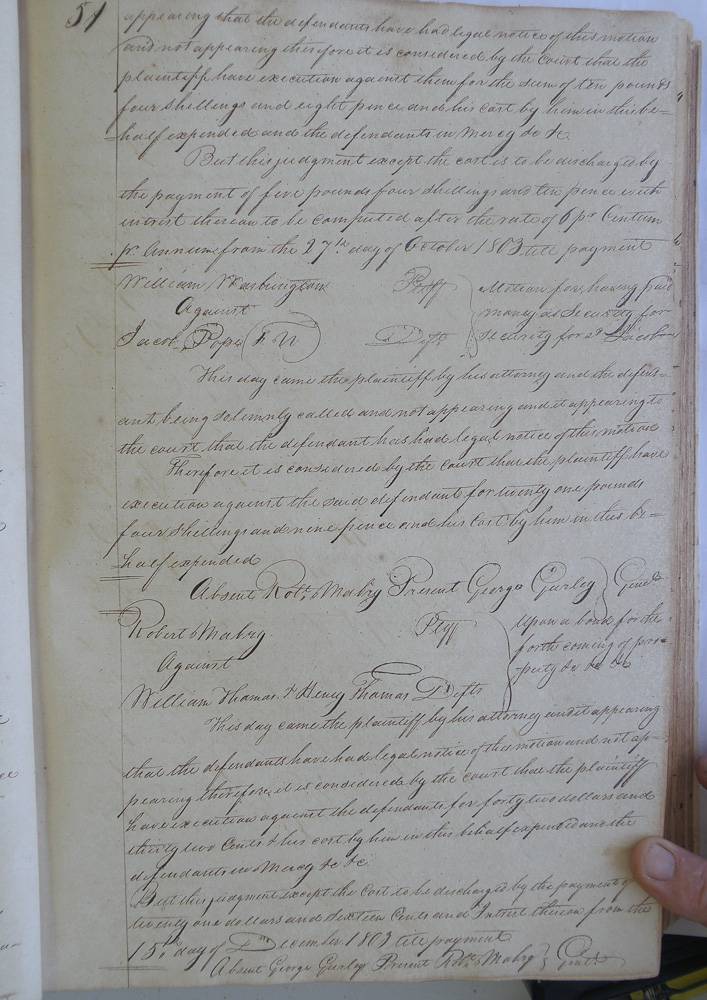 51
appearing that the defendants have had legal notice of this motion
and not appearing therefore it is considered by the Court that the
plaintiff have execution against them for the sum of ten pounds
four Shillings and eight pence and his cost by him in this be=
half expended and the defendants in Mercy &c &c
But this judgment except the cost is to be discharged by
the payment of five pounds four shillings and ten pence with
interest thereon to be computed after the rate of 6 pr Centum
pr Annum from the 27th day of October 1803 till payment
William Washington Pltff
Against
Jacob Pope Deft
Motion for having paid
money as Security for
Security for
This day came the plaintiff by his attorney and the defend=
ant being solemnly called and not appearing and it appearing to
the court that the defendant has had legal notice of this motion
Therefore it is considered by the court that the plaintiff have
execution against the said defendant for twenty one pounds
four shillings and nine pence and his Cost by him in this be=
half expended
Absent Robt. Mabry Present George Gurley Gent
Robert Mabry Pltff
Against
William Thomas & Henry Thomas Defts
Upon a bond for the
forthcoming of pro=
perty &c &c &c
This day came the plaintiff by his attorney and it appearing
that the defendants have had legal notice of this motion and not ap=
pearing therefore it is considered by the court that the plaintiff
have execution against the defendants for forty two dollars and
thirty two Cents & his cost by him in this behalf expended and the
defendants in Mercy &c &c
But this judgment except the Cost to be discharged by the payment of
twenty one dollars and sixteen Cents and Interest thereon from the
15th day of December 1803 till payment
Absent George Gurley Present Robt. Mabry Gent